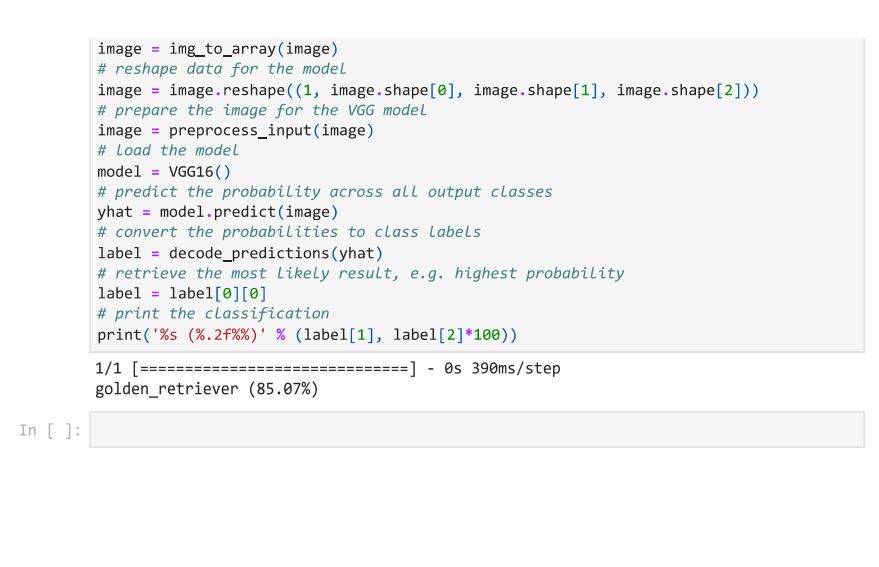 image = img_to_array(image)
# reshape data for the model
image = image.reshape((1, image.shape[0], image.shape[1], image.shape[2]))
# prepare the image for the VGG model
image = preprocess_input(image)
# load the model
model = VGG16()
# predict the probability across all output classes
yhat = model.predict(image)
# convert the probabilities to class labels
label = decode_predictions(yhat)
# retrieve the most likely result, e.g. highest probability
label = label[0][0]
# print the classification
print('%s (%.2f%%)' % (label[1], label[2]*100))
1/1 [==============================] - 0s 390ms/step
golden_retriever (85.07%)
In [ ]: